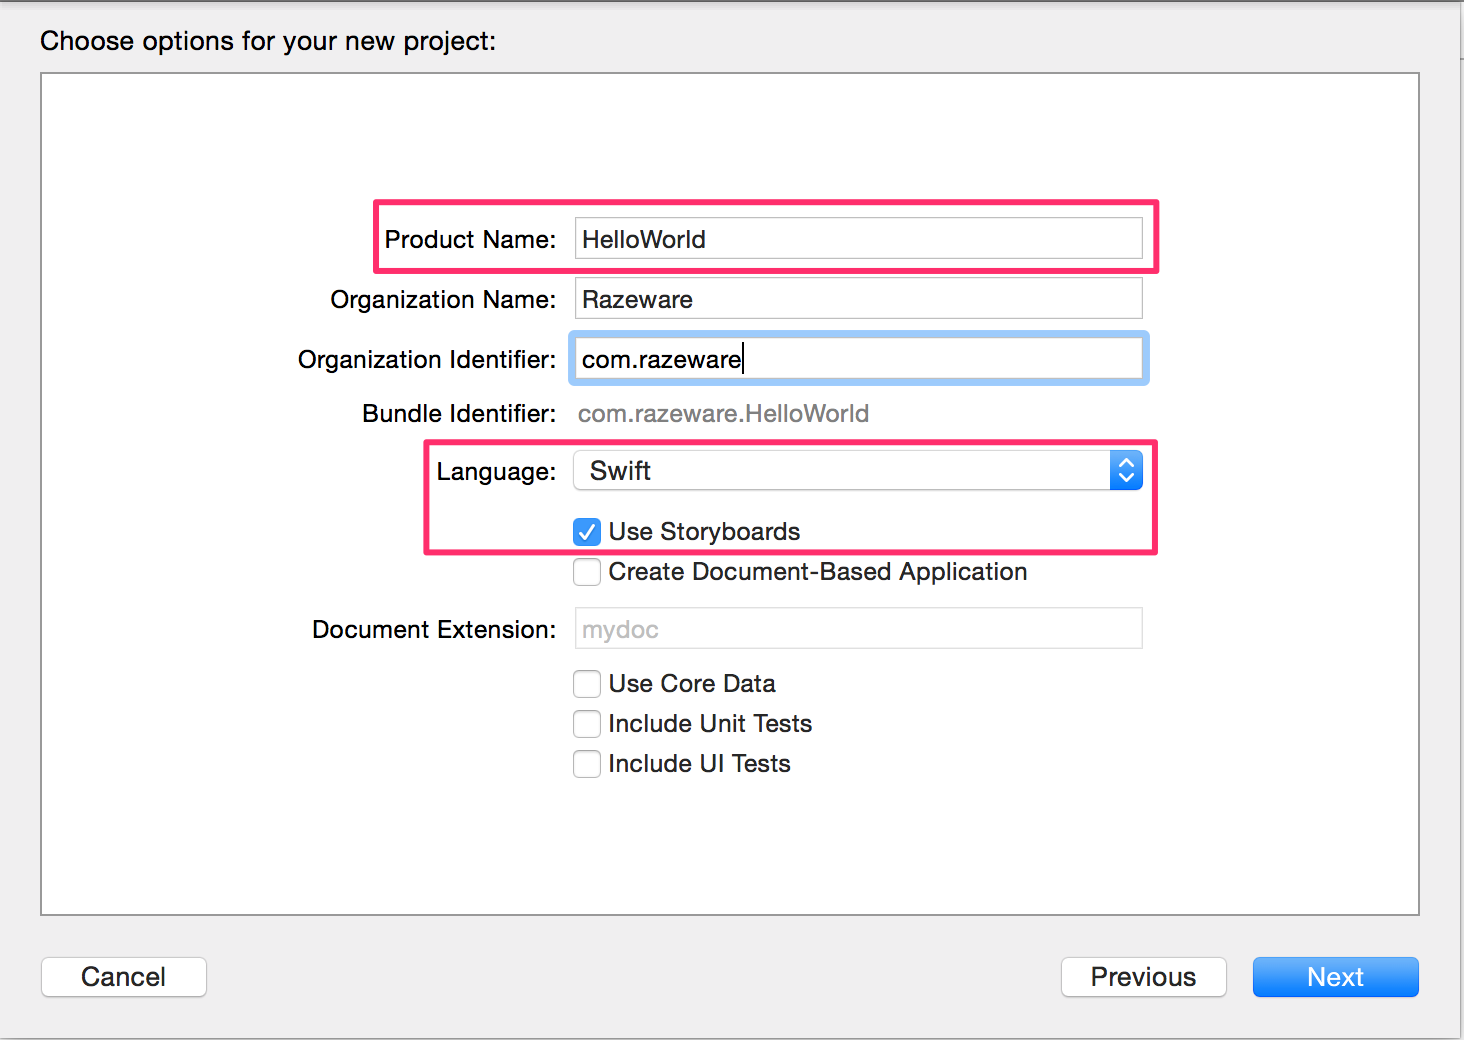 Choose options for your new project:
Product Name: HelloWorld
Organization Name: Razeware
Organization Identifier: com.razeware
Bundle Identifier: com.razeware.HelloWorld
Language: Swift
Use Storyboards
Create Document-Based Application
Document Extension: mydoc
Use Core Data
Include Unit Tests
Include UI Tests
Cancel Previous Next